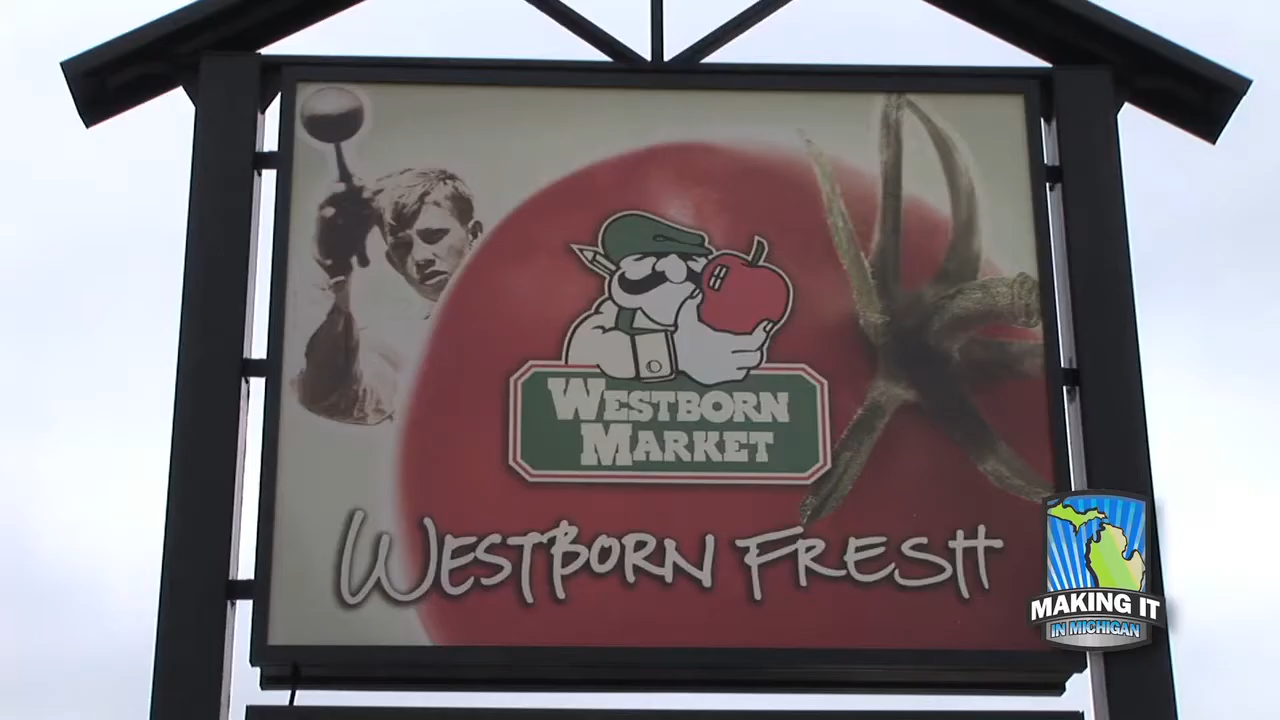 WESTBORN
MARKET
WESTBORN FRESH
MAKING IT
IN MICHIGAN